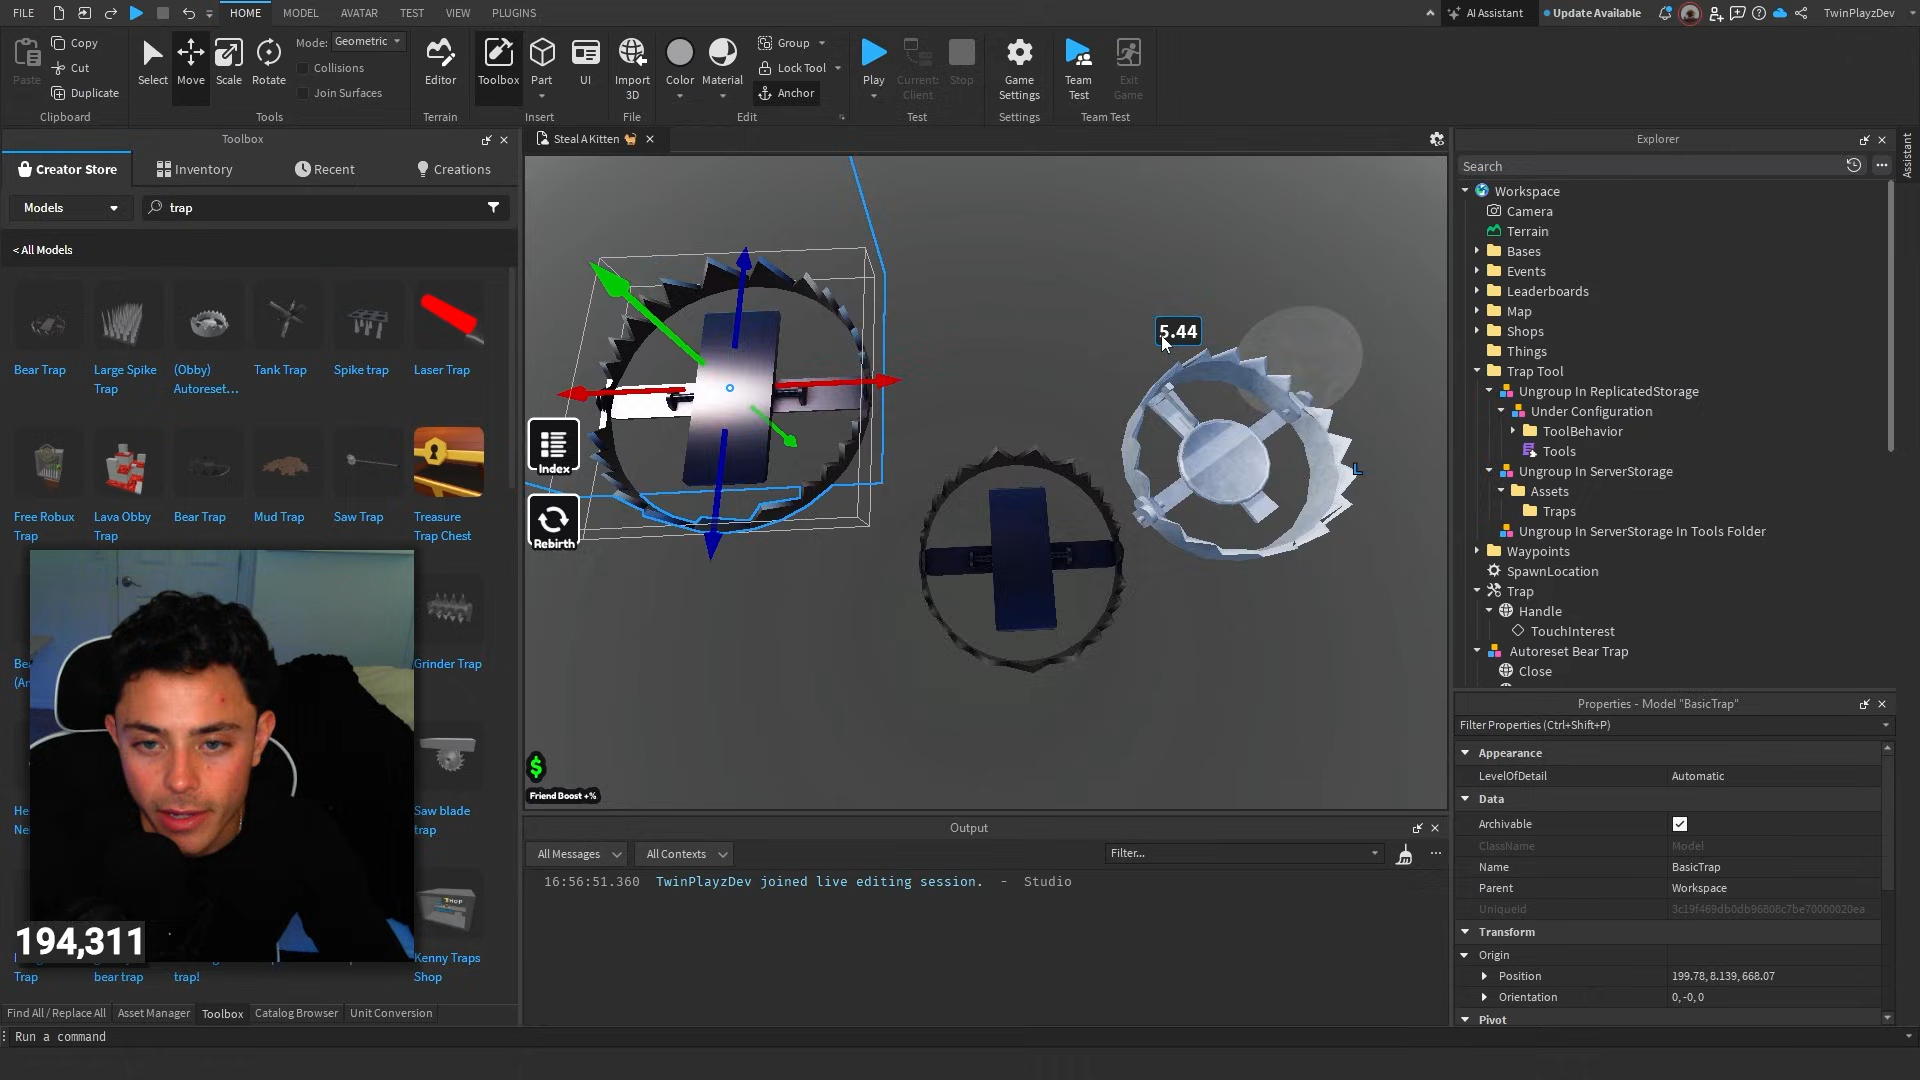 FILE
HOME
MODEL
AVATAR
TEST
VIEW
PLUGINS
AI Assistant
Update Available
TwinPlayzDev
Paste
Copy
Cut
Duplicate
Clipboard
Select
Move
Scale
Rotate
Mode: Geometric
Collisions
Join Surfaces
Tools
Editor
Terrain
Toolbox
Part
UI
Insert
Import
3D
File
Color
Material
Group
Lock Tool
Anchor
Edit
Play
Current:
Client
Stop
Test
Game
Settings
Settings
Team
Test
Exit
Game
Team Test
Toolbox
Creator Store
Inventory
Recent
Creations
Models
trap
< All Models
Bear Trap
Large Spike
Trap
(Obby)
Autoreset...
Tank Trap
Spike trap
Laser Trap
Free Robux
Trap
Lava Obby
Trap
Bear Trap
Mud Trap
Saw Trap
Treasure
Trap Chest
Grinder Trap
Saw blade
trap
Kenny Traps
Shop
Trap
bear trap
trap!
194,311
Find All / Replace All
Asset Manager
Toolbox
Catalog Browser
Unit Conversion
Run a command
Steal A Kitten
5.44
Index
Rebirth
$
Friend Boost +%
Output
All Messages
All Contexts
Filter...
16:56:51.360 TwinPlayzDev joined live editing session. - Studio
Explorer
Assistant
Search
Workspace
Camera
Terrain
Bases
Events
Leaderboards
Map
Shops
Things
Trap Tool
Ungroup In ReplicatedStorage
Under Configuration
ToolBehavior
Tools
Ungroup In ServerStorage
Assets
Traps
Ungroup In ServerStorage In Tools Folder
Waypoints
SpawnLocation
Trap
Handle
TouchInterest
Autoreset Bear Trap
Close
Properties - Model "BasicTrap"
Filter Properties (Ctrl+Shift+P)
Appearance
LevelOfDetail Automatic
Data
Archivable
ClassName Model
Name BasicTrap
Parent Workspace
UniqueId 3c19f469db0db96808c7be70000020ea
Transform
Origin
Position 199.78, 8.139, 668.07
Orientation 0, -0, 0
Pivot